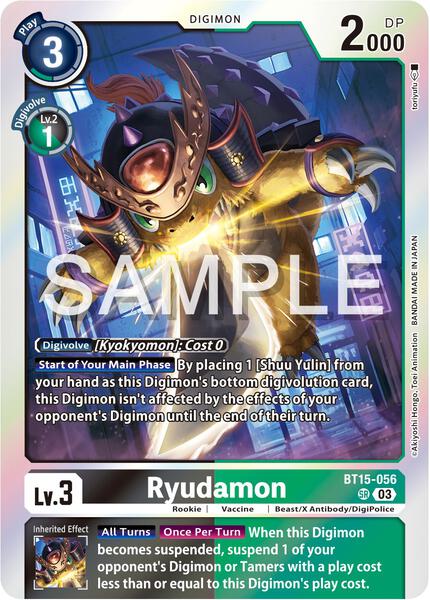 Play
3
DIGIMON
DP
2000
Digivolve
Lv.2
1
toriyufu
©Akiyoshi Hongo, Toei Animation BANDAI MADE IN JAPAN
SAMPLE
Digivolve [Kyokyomon]: Cost 0
Start of Your Main Phase By placing 1 [Shuu Yulin] from
your hand as this Digimon's bottom digivolution card,
this Digimon isn't affected by the effects of your
opponent's Digimon until the end of their turn.
Lv.3
Ryudamon
BT15-056
SR 03
Rookie | Vaccine | Beast/X Antibody/DigiPolice
Inherited Effect
All Turns Once Per Turn When this Digimon
becomes suspended, suspend 1 of your
opponent's Digimon or Tamers with a play cost
less than or equal to this Digimon's play cost.